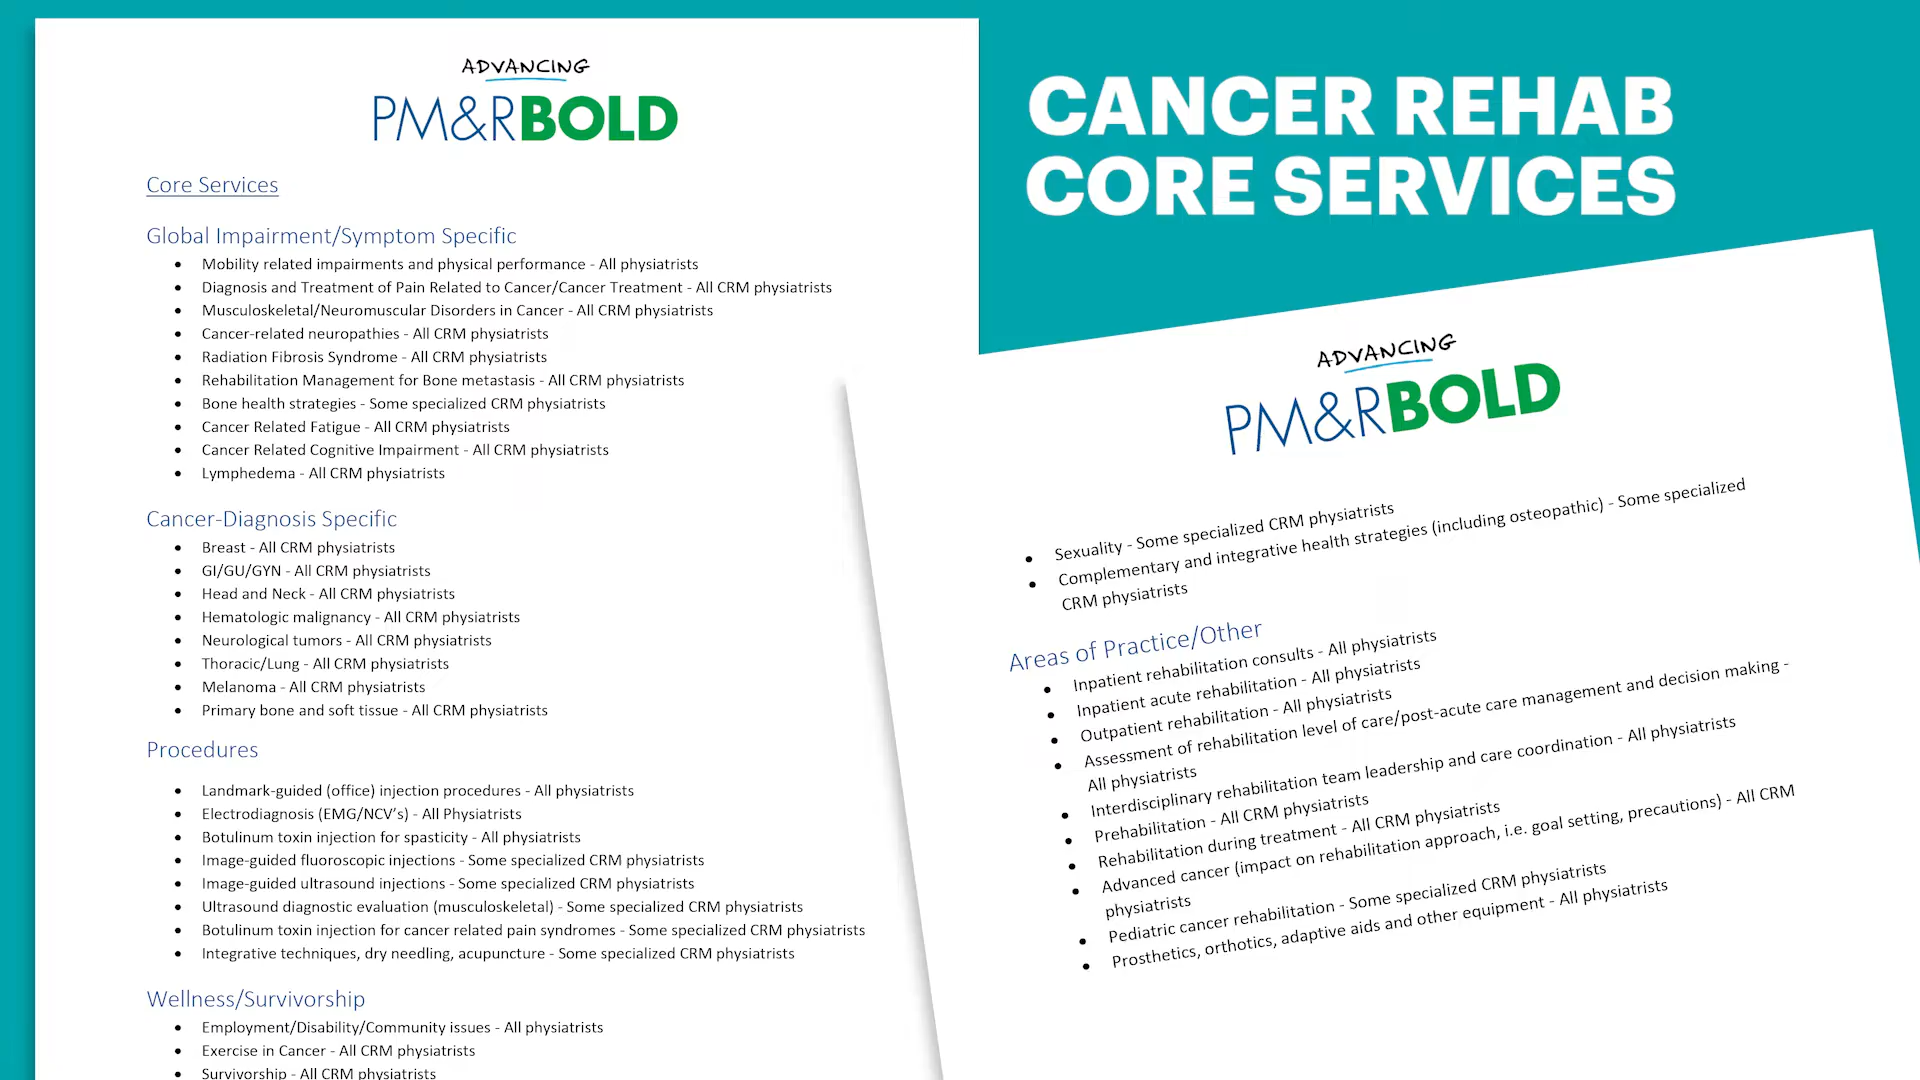 ADVANCING
PM&RBOLD
Core Services
Global Impairment/Symptom Specific
• Mobility related impairments and physical performance - All physiatrists
• Diagnosis and Treatment of Pain Related to Cancer/Cancer Treatment - All CRM physiatrists
• Musculoskeletal/Neuromuscular Disorders in Cancer - All CRM physiatrists
• Cancer-related neuropathies - All CRM physiatrists
• Radiation Fibrosis Syndrome - All CRM physiatrists
• Rehabilitation Management for Bone metastasis - All CRM physiatrists
• Bone health strategies - Some specialized CRM physiatrists
• Cancer Related Fatigue - All CRM physiatrists
• Cancer Related Cognitive Impairment - All CRM physiatrists
• Lymphedema - All CRM physiatrists
Cancer-Diagnosis Specific
• Breast - All CRM physiatrists
• GI/GU/GYN - All CRM physiatrists
• Head and Neck - All CRM physiatrists
• Hematologic malignancy - All CRM physiatrists
• Neurological tumors - All CRM physiatrists
• Thoracic/Lung - All CRM physiatrists
• Melanoma - All CRM physiatrists
• Primary bone and soft tissue - All CRM physiatrists
Procedures
• Landmark-guided (office) injection procedures - All physiatrists
• Electrodiagnosis (EMG/NCV’s) - All Physiatrists
• Botulinum toxin injection for spasticity - All physiatrists
• Image-guided fluoroscopic injections - Some specialized CRM physiatrists
• Image-guided ultrasound injections - Some specialized CRM physiatrists
• Ultrasound diagnostic evaluation (musculoskeletal) - Some specialized CRM physiatrists
• Botulinum toxin injection for cancer related pain syndromes - Some specialized CRM physiatrists
• Integrative techniques, dry needling, acupuncture - Some specialized CRM physiatrists
Wellness/Survivorship
• Employment/Disability/Community issues - All physiatrists
• Exercise in Cancer - All CRM physiatrists
• Survivorship - All CRM physiatrists
CANCER REHAB
CORE SERVICES
ADVANCING
PM&RBOLD
• Sexuality - Some specialized CRM physiatrists
• Complementary and integrative health strategies (including osteopathic) - Some specialized
CRM physiatrists
Areas of Practice/Other
• Inpatient rehabilitation consults - All physiatrists
• Inpatient acute rehabilitation - All physiatrists
• Outpatient rehabilitation - All physiatrists
• Assessment of rehabilitation level of care/post-acute care management and decision making -
All physiatrists
• Interdisciplinary rehabilitation team leadership and care coordination - All physiatrists
• Prehabilitation - All CRM physiatrists
• Rehabilitation during treatment - All CRM physiatrists
• Advanced cancer (impact on rehabilitation approach, i.e. goal setting, precautions) - All CRM
physiatrists
• Pediatric cancer rehabilitation - Some specialized CRM physiatrists
• Prosthetics, orthotics, adaptive aids and other equipment - All physiatrists